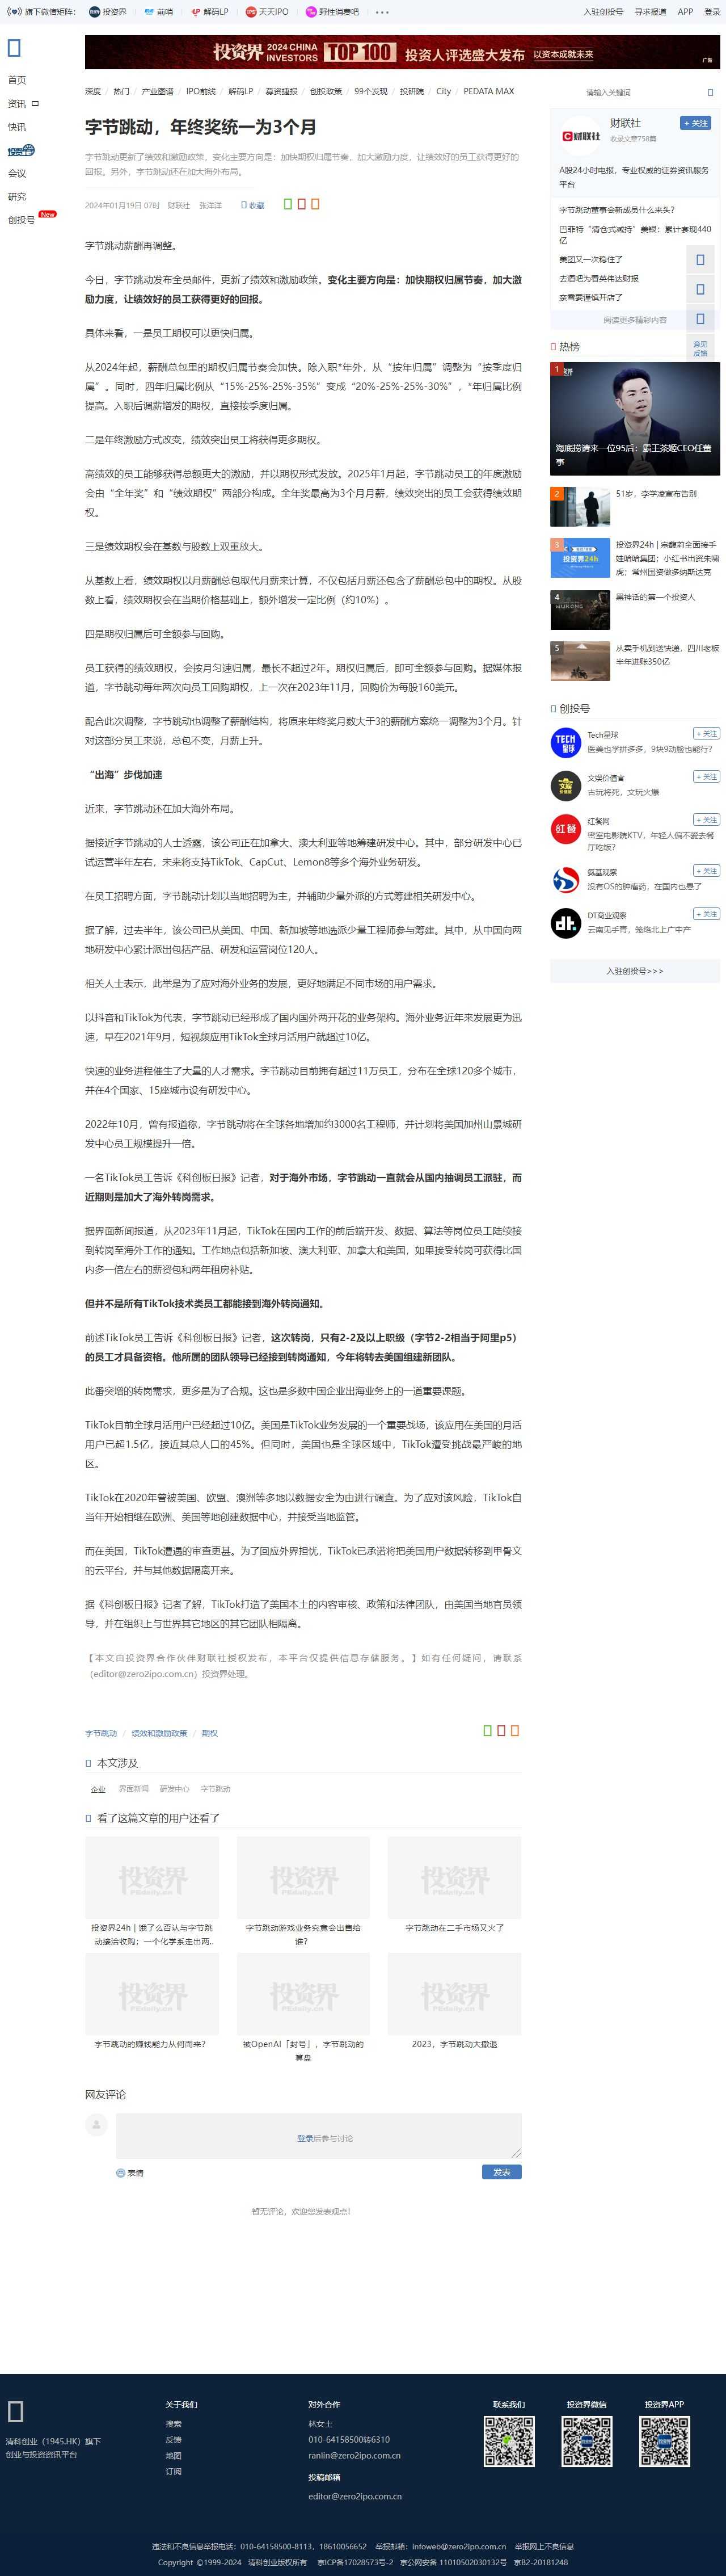 旗下微信矩阵：
投资界
前哨
解码LP
天天IPO
野性消费吧
入驻创投号
寻求报道
APP
登录
首页
资讯
快讯
会议
研究
创投号
New
投资界 2024 CHINA INVESTORS TOP100 投资人评选盛大发布 以资本成就未来
广告
深度 / 热门 / 产业图谱 / IPO前线 / 解码LP / 募资捷报 / 创投政策 / 99个发现 / 投研院 / City / PEDATA MAX
字节跳动，年终奖统一为3个月
字节跳动更新了绩效和激励政策，变化主要方向是：加快期权归属节奏，加大激励力度，让绩效好的员工获得更好的
回报。另外，字节跳动还在加大海外布局。
2024年01月19日 07时 财联社 张洋洋
收藏
字节跳动薪酬再调整。
今日，字节跳动发布全员邮件，更新了绩效和激励政策。变化主要方向是：加快期权归属节奏，加大激
励力度，让绩效好的员工获得更好的回报。
具体来看，一是员工期权可以更快归属。
从2024年起，薪酬总包里的期权归属节奏会加快。除入职*年外，从“按年归属”调整为“按季度归
属”。同时，四年归属比例从“15%-25%-25%-35%”变成“20%-25%-25%-30%”，*年归属比例
提高。入职后调薪增发的期权，直接按季度归属。
二是年终激励方式改变，绩效突出员工将获得更多期权。
高绩效的员工能够获得总额更大的激励，并以期权形式发放。2025年1月起，字节跳动员工的年度激励
会由“全年奖”和“绩效期权”两部分构成。全年奖最高为3个月月薪，绩效突出的员工会获得绩效期
权。
三是绩效期权会在基数与股数上双重放大。
从基数上看，绩效期权以月薪酬总包取代月薪来计算，不仅包括月薪还包含了薪酬总包中的期权。从股
数上看，绩效期权会在当期价格基础上，额外增发一定比例（约10%）。
四是期权归属后可全额参与回购。
员工获得的绩效期权，会按月匀速归属，最长不超过2年。期权归属后，即可全额参与回购。据媒体报
道，字节跳动每年两次向员工回购期权，上一次在2023年11月，回购价为每股160美元。
配合此次调整，字节跳动也调整了薪酬结构，将原来年终奖月数大于3的薪酬方案统一调整为3个月。针
对这部分员工来说，总包不变，月薪上升。
“出海”步伐加速
近来，字节跳动还在加大海外布局。
据接近字节跳动的人士透露，该公司正在加拿大、澳大利亚等地筹建研发中心。其中，部分研发中心已
试运营半年左右，未来将支持TikTok、CapCut、Lemon8等多个海外业务研发。
在员工招聘方面，字节跳动计划以当地招聘为主，并辅助少量外派的方式筹建相关研发中心。
据了解，过去半年，该公司已从美国、中国、新加坡等地选派少量工程师参与筹建。其中，从中国向两
地研发中心累计派出包括产品、研发和运营岗位120人。
相关人士表示，此举是为了应对海外业务的发展，更好地满足不同市场的用户需求。
以抖音和TikTok为代表，字节跳动已经形成了国内国外两开花的业务架构。海外业务近年来发展更为迅
速，早在2021年9月，短视频应用TikTok全球月活用户就超过10亿。
快速的业务进程催生了大量的人才需求。字节跳动目前拥有超过11万员工，分布在全球120多个城市，
并在4个国家、15座城市设有研发中心。
2022年10月，曾有报道称，字节跳动将在全球各地增加约3000名工程师，并计划将美国加州山景城研
发中心员工规模提升一倍。
一名TikTok员工告诉《科创板日报》记者，对于海外市场，字节跳动一直就会从国内抽调员工派驻，而
近期则是加大了海外转岗需求。
据界面新闻报道，从2023年11月起，TikTok在国内工作的前后端开发、数据、算法等岗位员工陆续接
到转岗至海外工作的通知。工作地点包括新加坡、澳大利亚、加拿大和美国，如果接受转岗可获得比国
内多一倍左右的薪资包和两年租房补贴。
但并不是所有TikTok技术类员工都能接到海外转岗通知。
前述TikTok员工告诉《科创板日报》记者，这次转岗，只有2-2及以上职级（字节2-2相当于阿里p5）
的员工才具备资格。他所属的团队领导已经接到转岗通知，今年将转去美国组建新团队。
此番突增的转岗需求，更多是为了合规。这也是多数中国企业出海业务上的一道重要课题。
TikTok目前全球月活用户已经超过10亿。美国是TikTok业务发展的一个重要战场，该应用在美国的月活
用户已超1.5亿，接近其总人口的45%。但同时，美国也是全球区域中，TikTok遭受挑战最严峻的地
区。
TikTok在2020年曾被美国、欧盟、澳洲等多地以数据安全为由进行调查。为了应对该风险，TikTok自
当年开始相继在欧洲、美国等地创建数据中心，并接受当地监管。
而在美国，TikTok遭遇的审查更甚。为了回应外界担忧，TikTok已承诺将把美国用户数据转移到甲骨文
的云平台，并与其他数据隔离开来。
据《科创板日报》记者了解，TikTok打造了美国本土的内容审核、政策和法律团队，由美国当地官员领
导，并在组织上与世界其它地区的其它团队相隔离。
【本文由投资界合作伙伴财联社授权发布，本平台仅提供信息存储服务。】如有任何疑问，请联系
（editor@zero2ipo.com.cn）投资界处理。
字节跳动 / 绩效和激励政策 / 期权
本文涉及
企业 界面新闻 研发中心 字节跳动
看了这篇文章的用户还看了
投资界24h | 饿了么否认与字节跳
动接洽收购；一个化学系走出两..
字节跳动游戏业务究竟会出售给
谁？
字节跳动在二手市场又火了
字节跳动的赚钱能力从何而来？
被OpenAI「封号」，字节跳动的
算盘
2023，字节跳动大撤退
网友评论
登录后参与讨论
表情
发表
暂无评论，欢迎您发表观点！
请输入关键词
财联社
财联社
+ 关注
收录文章758篇
A股24小时电报，专业权威的证券资讯服务
平台
字节跳动董事会新成员什么来头？
巴菲特“清仓式减持”美银：累计套现440
亿
美团又一次稳住了
去酒吧为看英伟达财报
奈雪要谨慎开店了
阅读更多精彩内容
意见
反馈
热榜
1
海底捞请来一位95后：霸王茶姬CEO任董
事
2
51岁，李学凌宣布告别
3
投资界24h
投资界24h | 宗馥莉全面接手
娃哈哈集团；小红书出资朱啸
虎；常州国资做多纳斯达克
4
WUKONG
黑神话的第一个投资人
5
从卖手机到送快递，四川老板
半年进账350亿
创投号
TECH
星球
Tech星球
+ 关注
医美也学拼多多，9块9动脸也能行？
文娱价值官
+ 关注
古玩将死，文玩火爆
红餐
红餐网
+ 关注
密室电影院KTV，年轻人偏不爱去餐
厅吃饭？
氨基观察
+ 关注
没有OS的肿瘤药，在国内也悬了
dt.
DT商业观察
+ 关注
云南见手青，笼络北上广中产
入驻创投号>>>
清科创业（1945.HK）旗下
创业与投资资讯平台
关于我们
搜索
反馈
地图
订阅
对外合作
林女士
010-64158500转6310
ranlin@zero2ipo.com.cn
投稿邮箱
editor@zero2ipo.com.cn
联系我们
投资界微信
投资界APP
违法和不良信息举报电话：010-64158500-8113，18610056652 举报邮箱：infoweb@zero2ipo.com.cn 举报网上不良信息
Copyright ©1999-2024 清科创业版权所有 京ICP备17028573号-2 京公网安备 11010502030132号 京B2-20181248